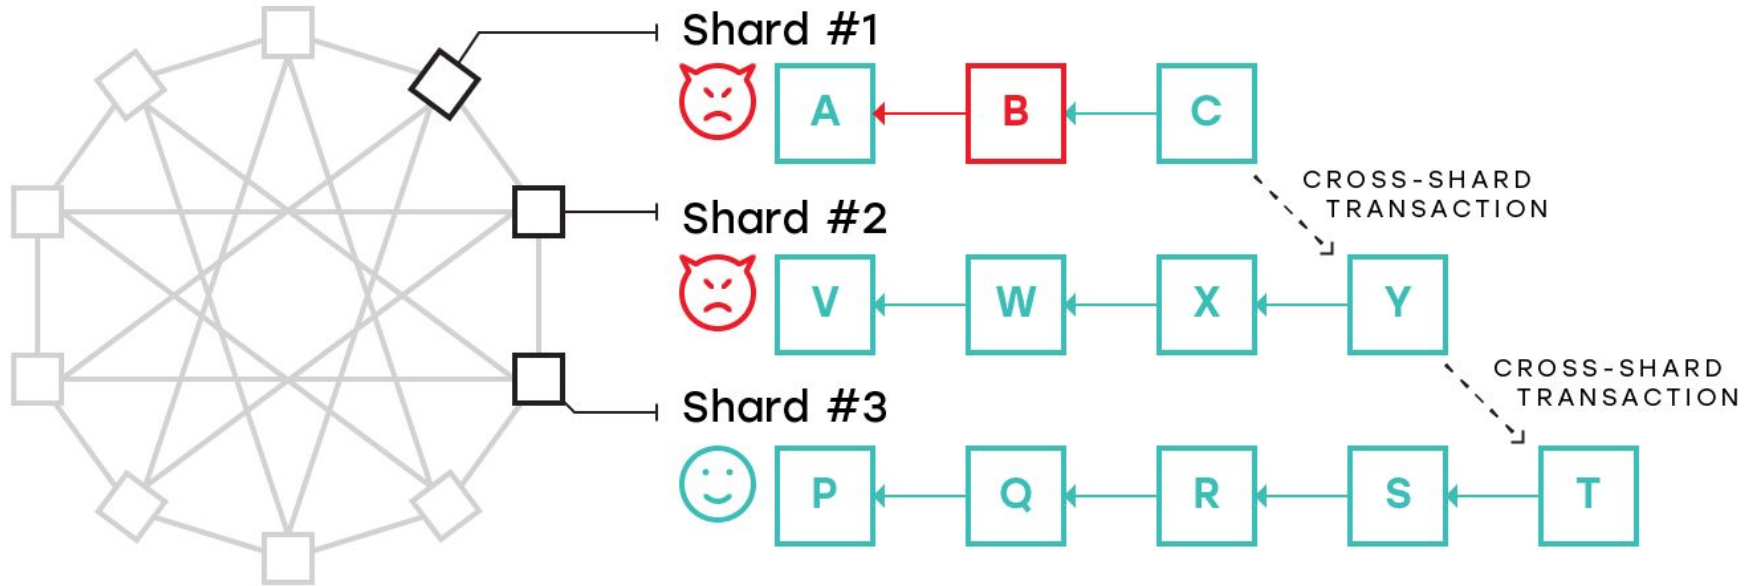 Shard #1
A
B
C
CROSS-SHARD
TRANSACTION
Shard #2
V
W
X
Y
CROSS-SHARD
TRANSACTION
Shard #3
P
Q
R
S
T